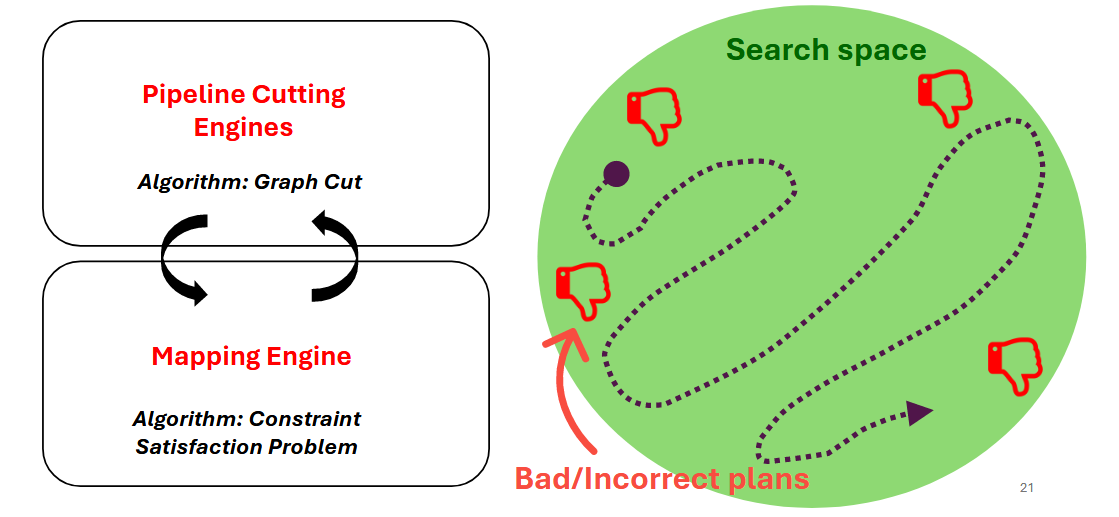 Pipeline Cutting
Engines
Algorithm: Graph Cut
Mapping Engine
Algorithm: Constraint
Satisfaction Problem
Search space
Bad/Incorrect plans
21